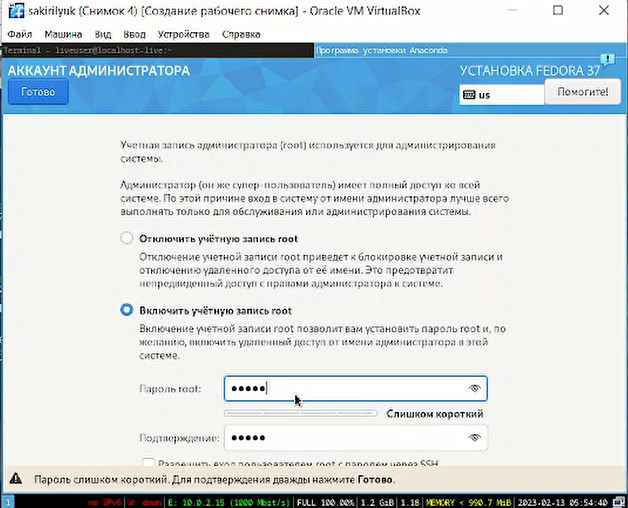 sakirilyuk (Снимок 4) [Создание рабочего снимка] - Oracle VM VirtualBox
Файл Машина Вид Ввод Устройства Справка
Terminal - liveuser@localhost-live:~ Программа установки Anaconda
АККАУНТ АДМИНИСТРАТОРА УСТАНОВКА FEDORA 37
Готово us Помогите!
Учетная запись администратора (root) используется для администрирования
системы.
Администратор (он же супер-пользователь) имеет полный доступ ко всей
системе. По этой причине вход в систему от имени администратора лучше всего
выполнять только для обслуживания или администрирования системы.
Отключить учётную запись root
Отключение учетной записи root приведет к блокировке учетной записи и
отключению удаленного доступа от её имени. Это предотвратит
непредвиденный доступ с правами администратора к системе.
Включить учётную запись root
Включение учетной записи root позволит вам установить пароль root и, по
желанию, включить удаленный доступ от имени администратора в этой
системе.
Пароль root: •••••
Слишком короткий
Подтверждение: •••••
Разрешить вход пользователем root с паролем через SSH
Пароль слишком короткий. Для подтверждения дважды нажмите Готово.
1 no IPv6 W: down E: 10.0.2.15 (1000 Mbit/s) FULL 100.00% 1.2 GiB 1.18 MEMORY < 990.7 MiB 2023-02-13 05:54:40